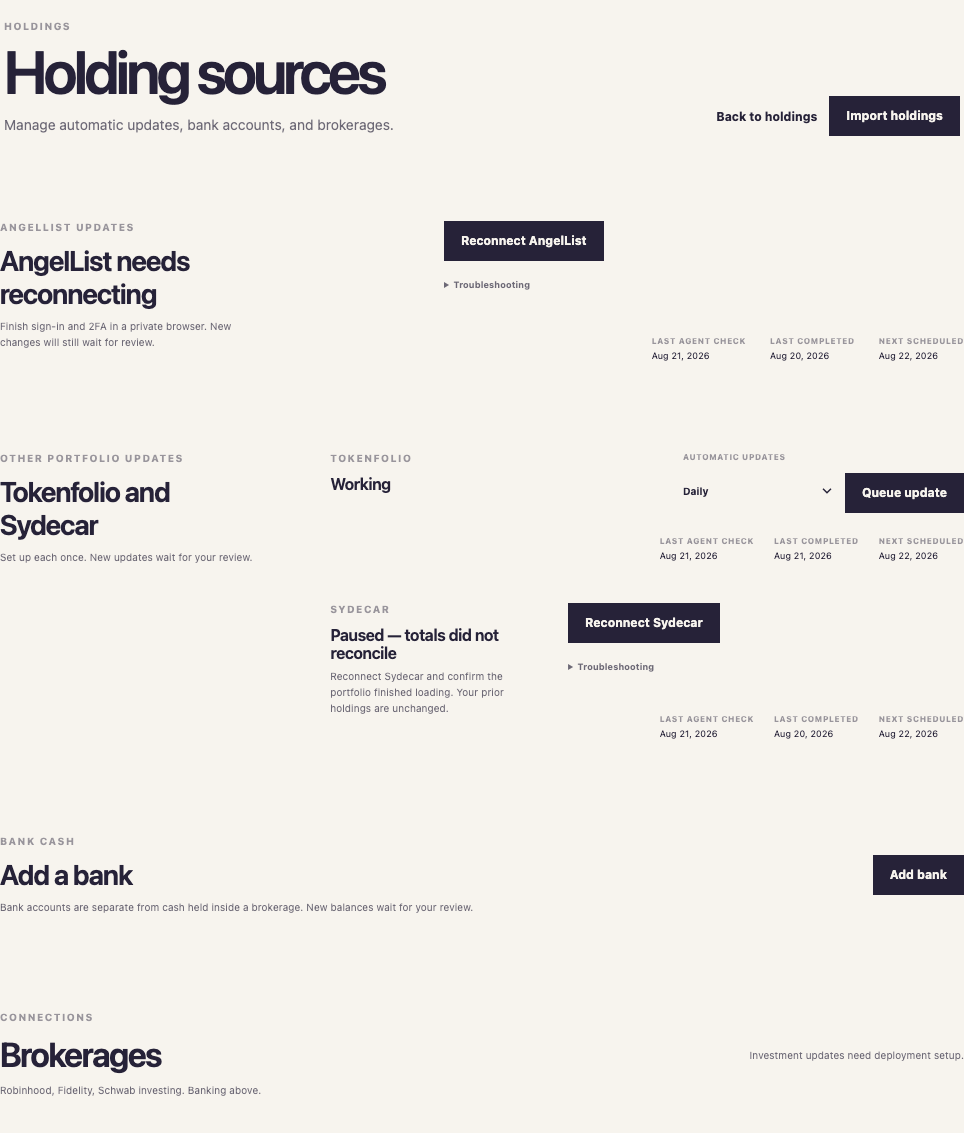 HOLDINGS
Holding sources
Manage automatic updates, bank accounts, and brokerages.
Back to holdings
Import holdings
ANGELLIST UPDATES
AngelList needs
reconnecting
Finish sign-in and 2FA in a private browser. New
changes will still wait for review.
Reconnect AngelList
Troubleshooting
LAST AGENT CHECK
Aug 21, 2026
LAST COMPLETED
Aug 20, 2026
NEXT SCHEDULED
Aug 22, 2026
OTHER PORTFOLIO UPDATES
Tokenfolio and
Sydecar
Set up each once. New updates wait for your review.
TOKENFOLIO
Working
AUTOMATIC UPDATES
Daily
Queue update
LAST AGENT CHECK
Aug 21, 2026
LAST COMPLETED
Aug 21, 2026
NEXT SCHEDULED
Aug 22, 2026
SYDECAR
Paused — totals did not
reconcile
Reconnect Sydecar and confirm the
portfolio finished loading. Your prior
holdings are unchanged.
Reconnect Sydecar
Troubleshooting
LAST AGENT CHECK
Aug 21, 2026
LAST COMPLETED
Aug 20, 2026
NEXT SCHEDULED
Aug 22, 2026
BANK CASH
Add a bank
Bank accounts are separate from cash held inside a brokerage. New balances wait for your review.
Add bank
CONNECTIONS
Brokerages
Robinhood, Fidelity, Schwab investing. Banking above.
Investment updates need deployment setup.